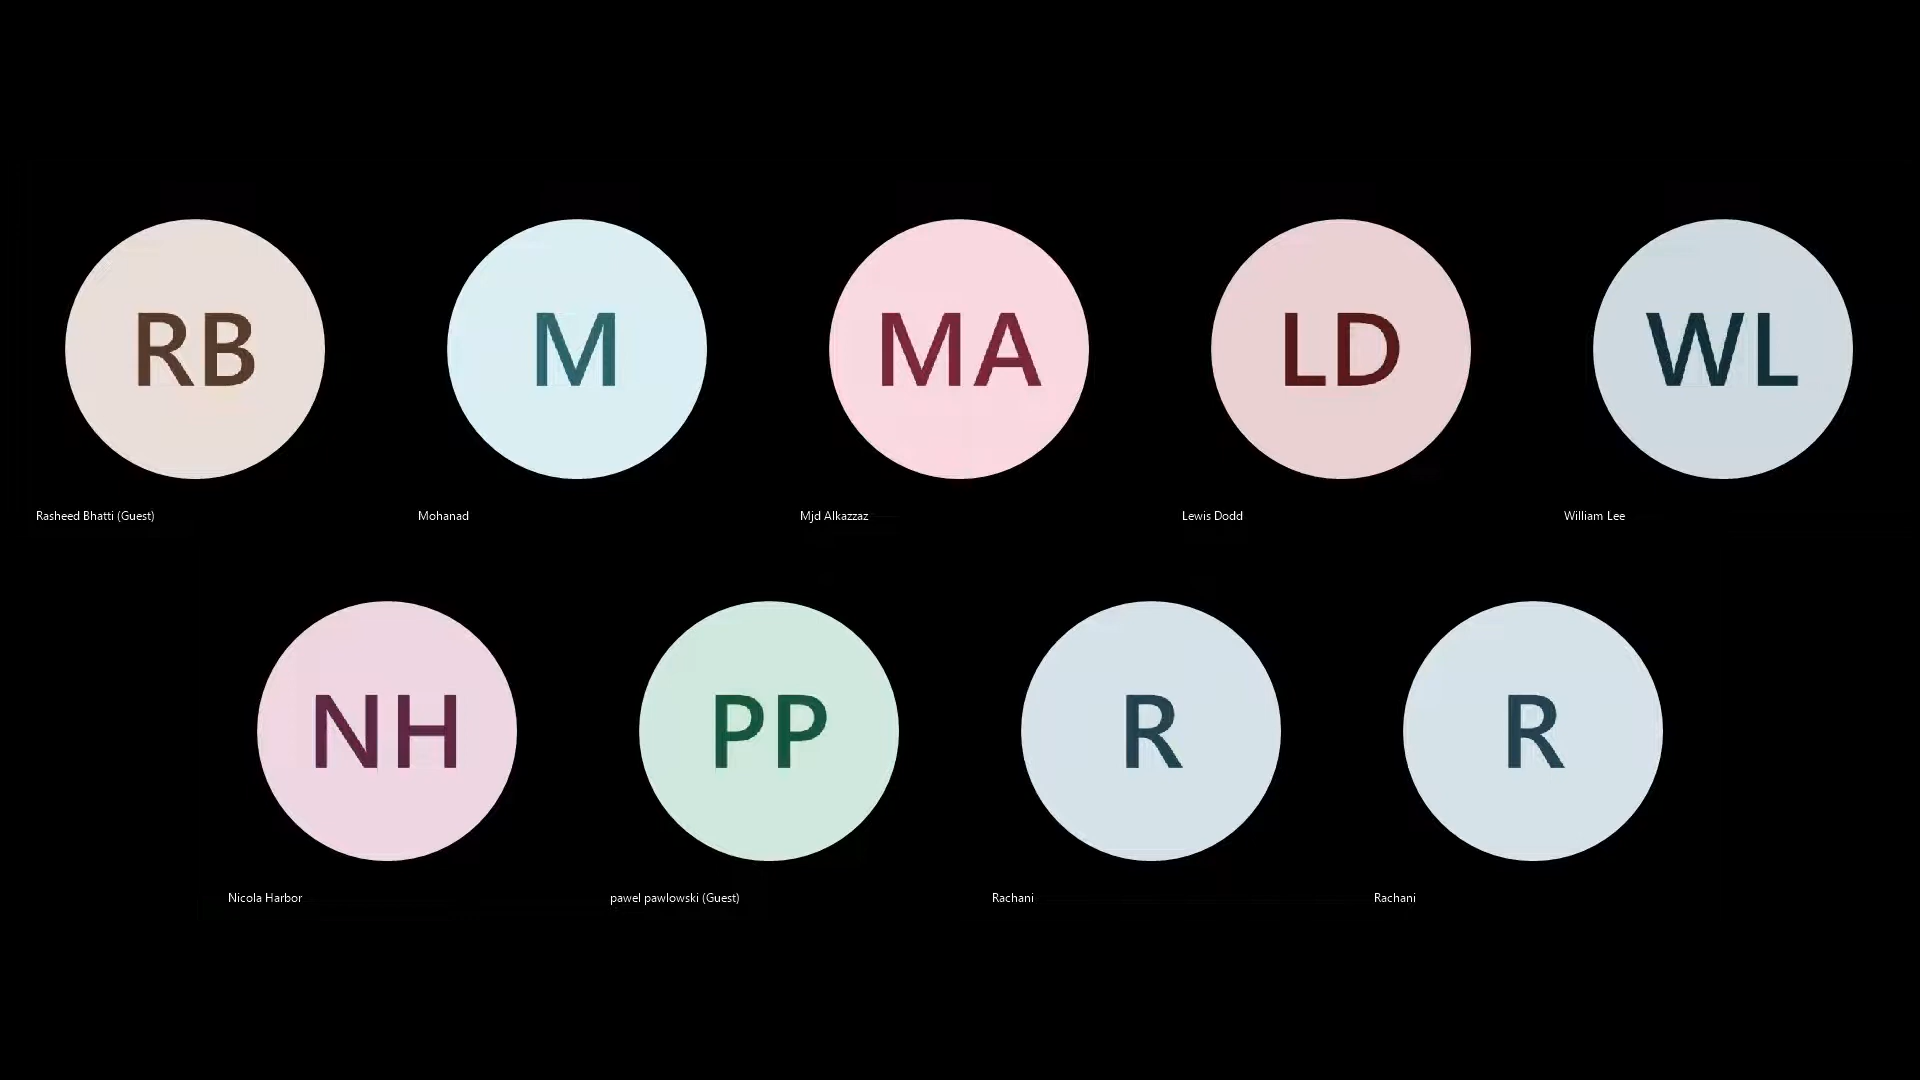 RB
M
MA
LD
WL
Rasheed Bhatti (Guest)
Mohanad
Mjd Alkazzaz
Lewis Dodd
William Lee
NH
PP
R
R
Nicola Harbor
pawel pawlowski (Guest)
Rachani
Rachani